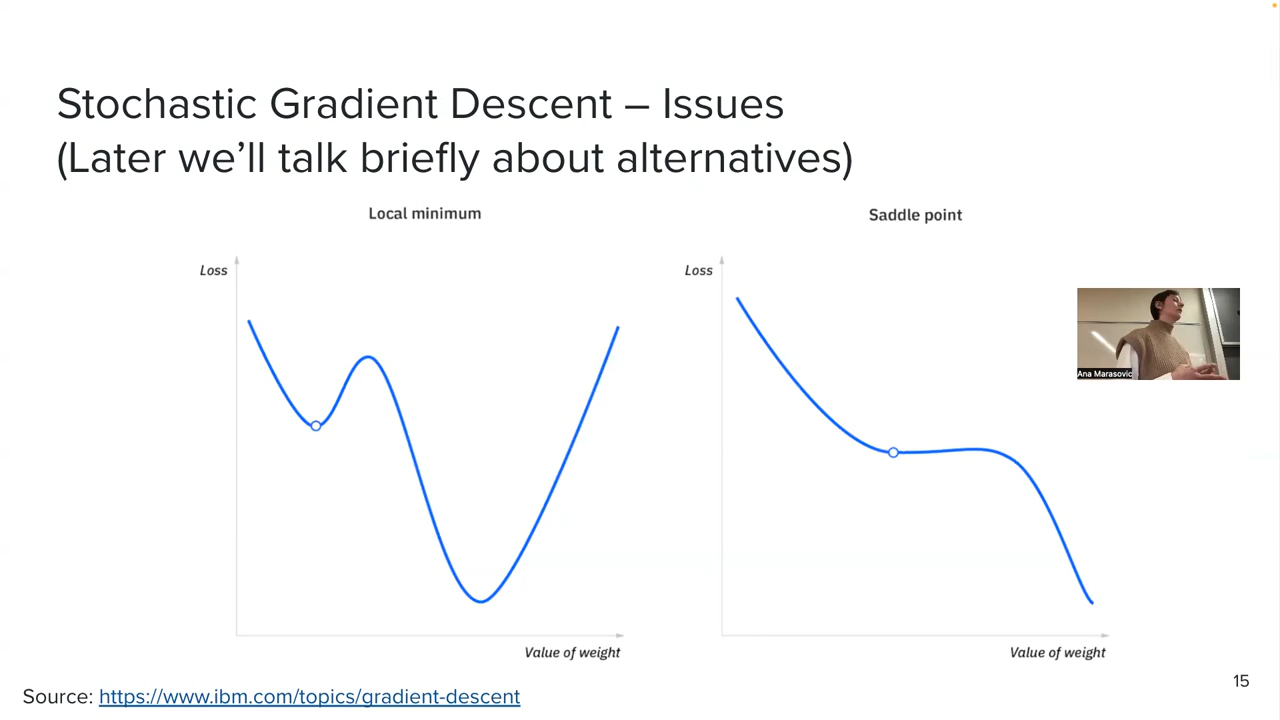 Stochastic Gradient Descent – Issues
(Later we’ll talk briefly about alternatives)
Local minimum
Loss
Value of weight
Saddle point
Loss
Value of weight
Ana Marasovic
Source: https://www.ibm.com/topics/gradient-descent
15